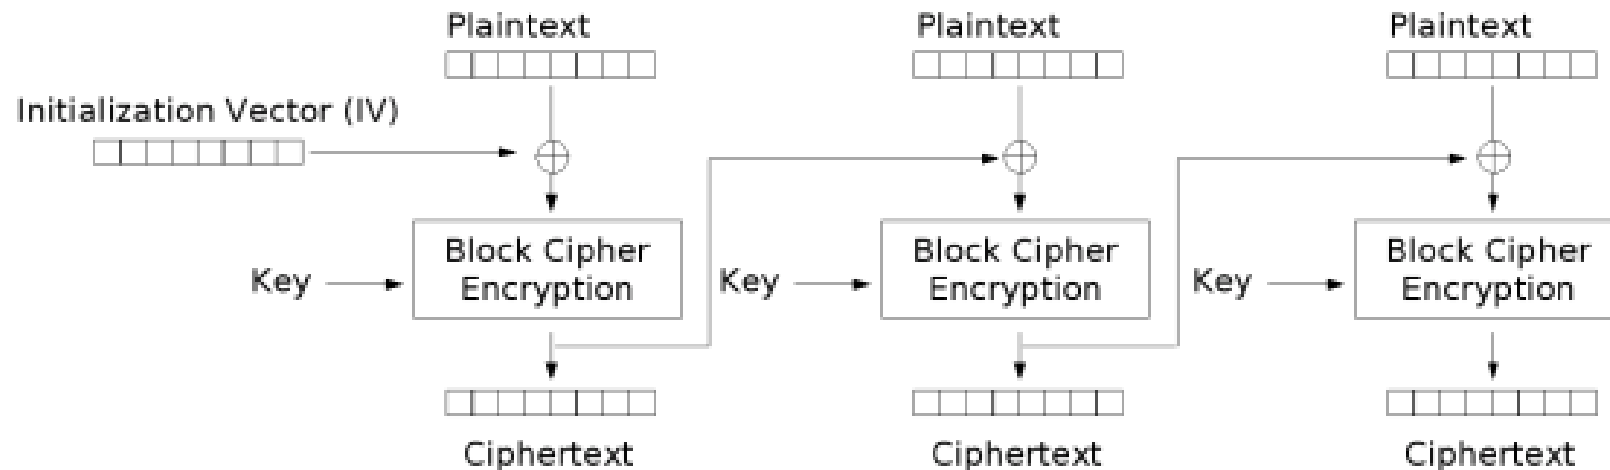 Plaintext
Plaintext
Plaintext
Initialization Vector (IV)
Key
Block Cipher
Encryption
Key
Block Cipher
Encryption
Key
Block Cipher
Encryption
Ciphertext
Ciphertext
Ciphertext